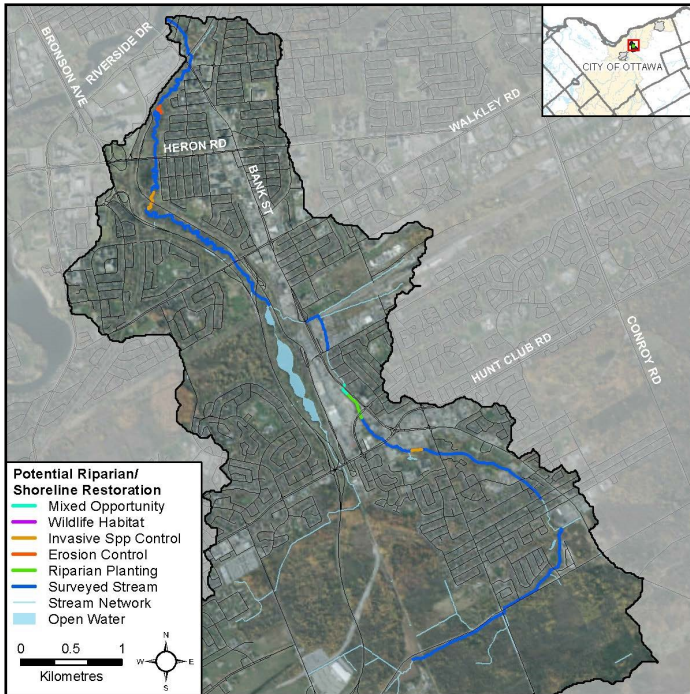 BRONSON AVE
RIVERSIDE DR
WALKLEY RD
HERON RD
BANK ST
HUNT CLUB RD
CONROY RD
CITY OF OTTAWA
Potential Riparian/
Shoreline Restoration
Mixed Opportunity
Wildlife Habitat
Invasive Spp Control
Erosion Control
Riparian Planting
Surveyed Stream
Stream Network
Open Water
0 0.5 1
Kilometres
N
W E
S